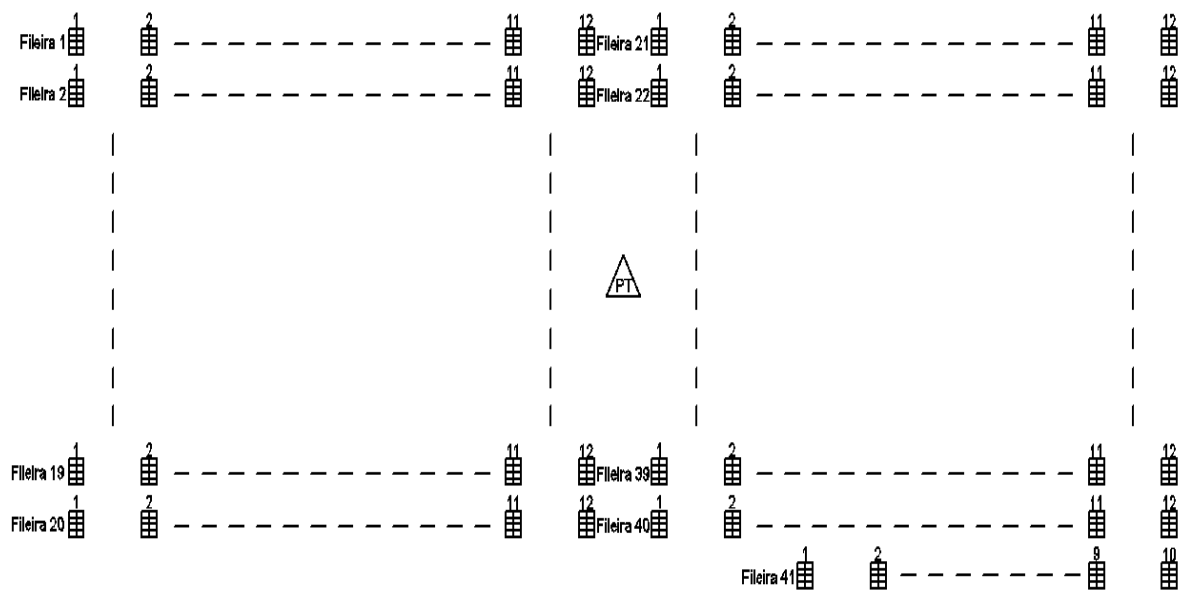 1 2 11 12 1 2 11 12
Fileira 1 Fileira 21
1 2 11 12 1 2 11 12
Fileira 2 Fileira 22
PT
1 2 11 12 1 2 11 12
Fileira 19 Fileira 39
1 2 11 12 1 2 11 12
Fileira 20 Fileira 40
1 2 9 10
Fileira 41